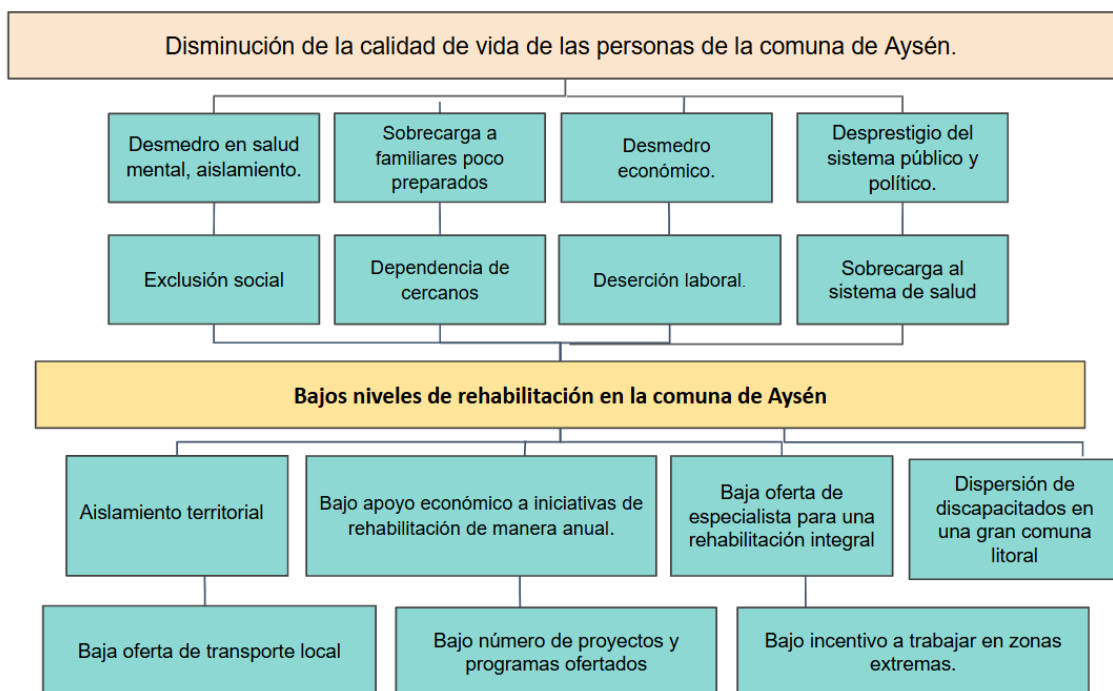 Disminución de la calidad de vida de las personas de la comuna de Aysén.
Desmedro en salud
mental, aislamiento.
Sobrecarga a
familiares poco
preparados
Desmedro
económico.
Desprestigio del
sistema público y
político.
Exclusión social
Dependencia de
cercanos
Deserción laboral.
Sobrecarga al
sistema de salud
Bajos niveles de rehabilitación en la comuna de Aysén
Aislamiento territorial
Bajo apoyo económico a iniciativas de
rehabilitación de manera anual.
Baja oferta de
especialista para una
rehabilitación integral
Dispersión de
discapacitados en
una gran comuna
litoral
Baja oferta de transporte local
Bajo número de proyectos y
programas ofertados
Bajo incentivo a trabajar en zonas
extremas.